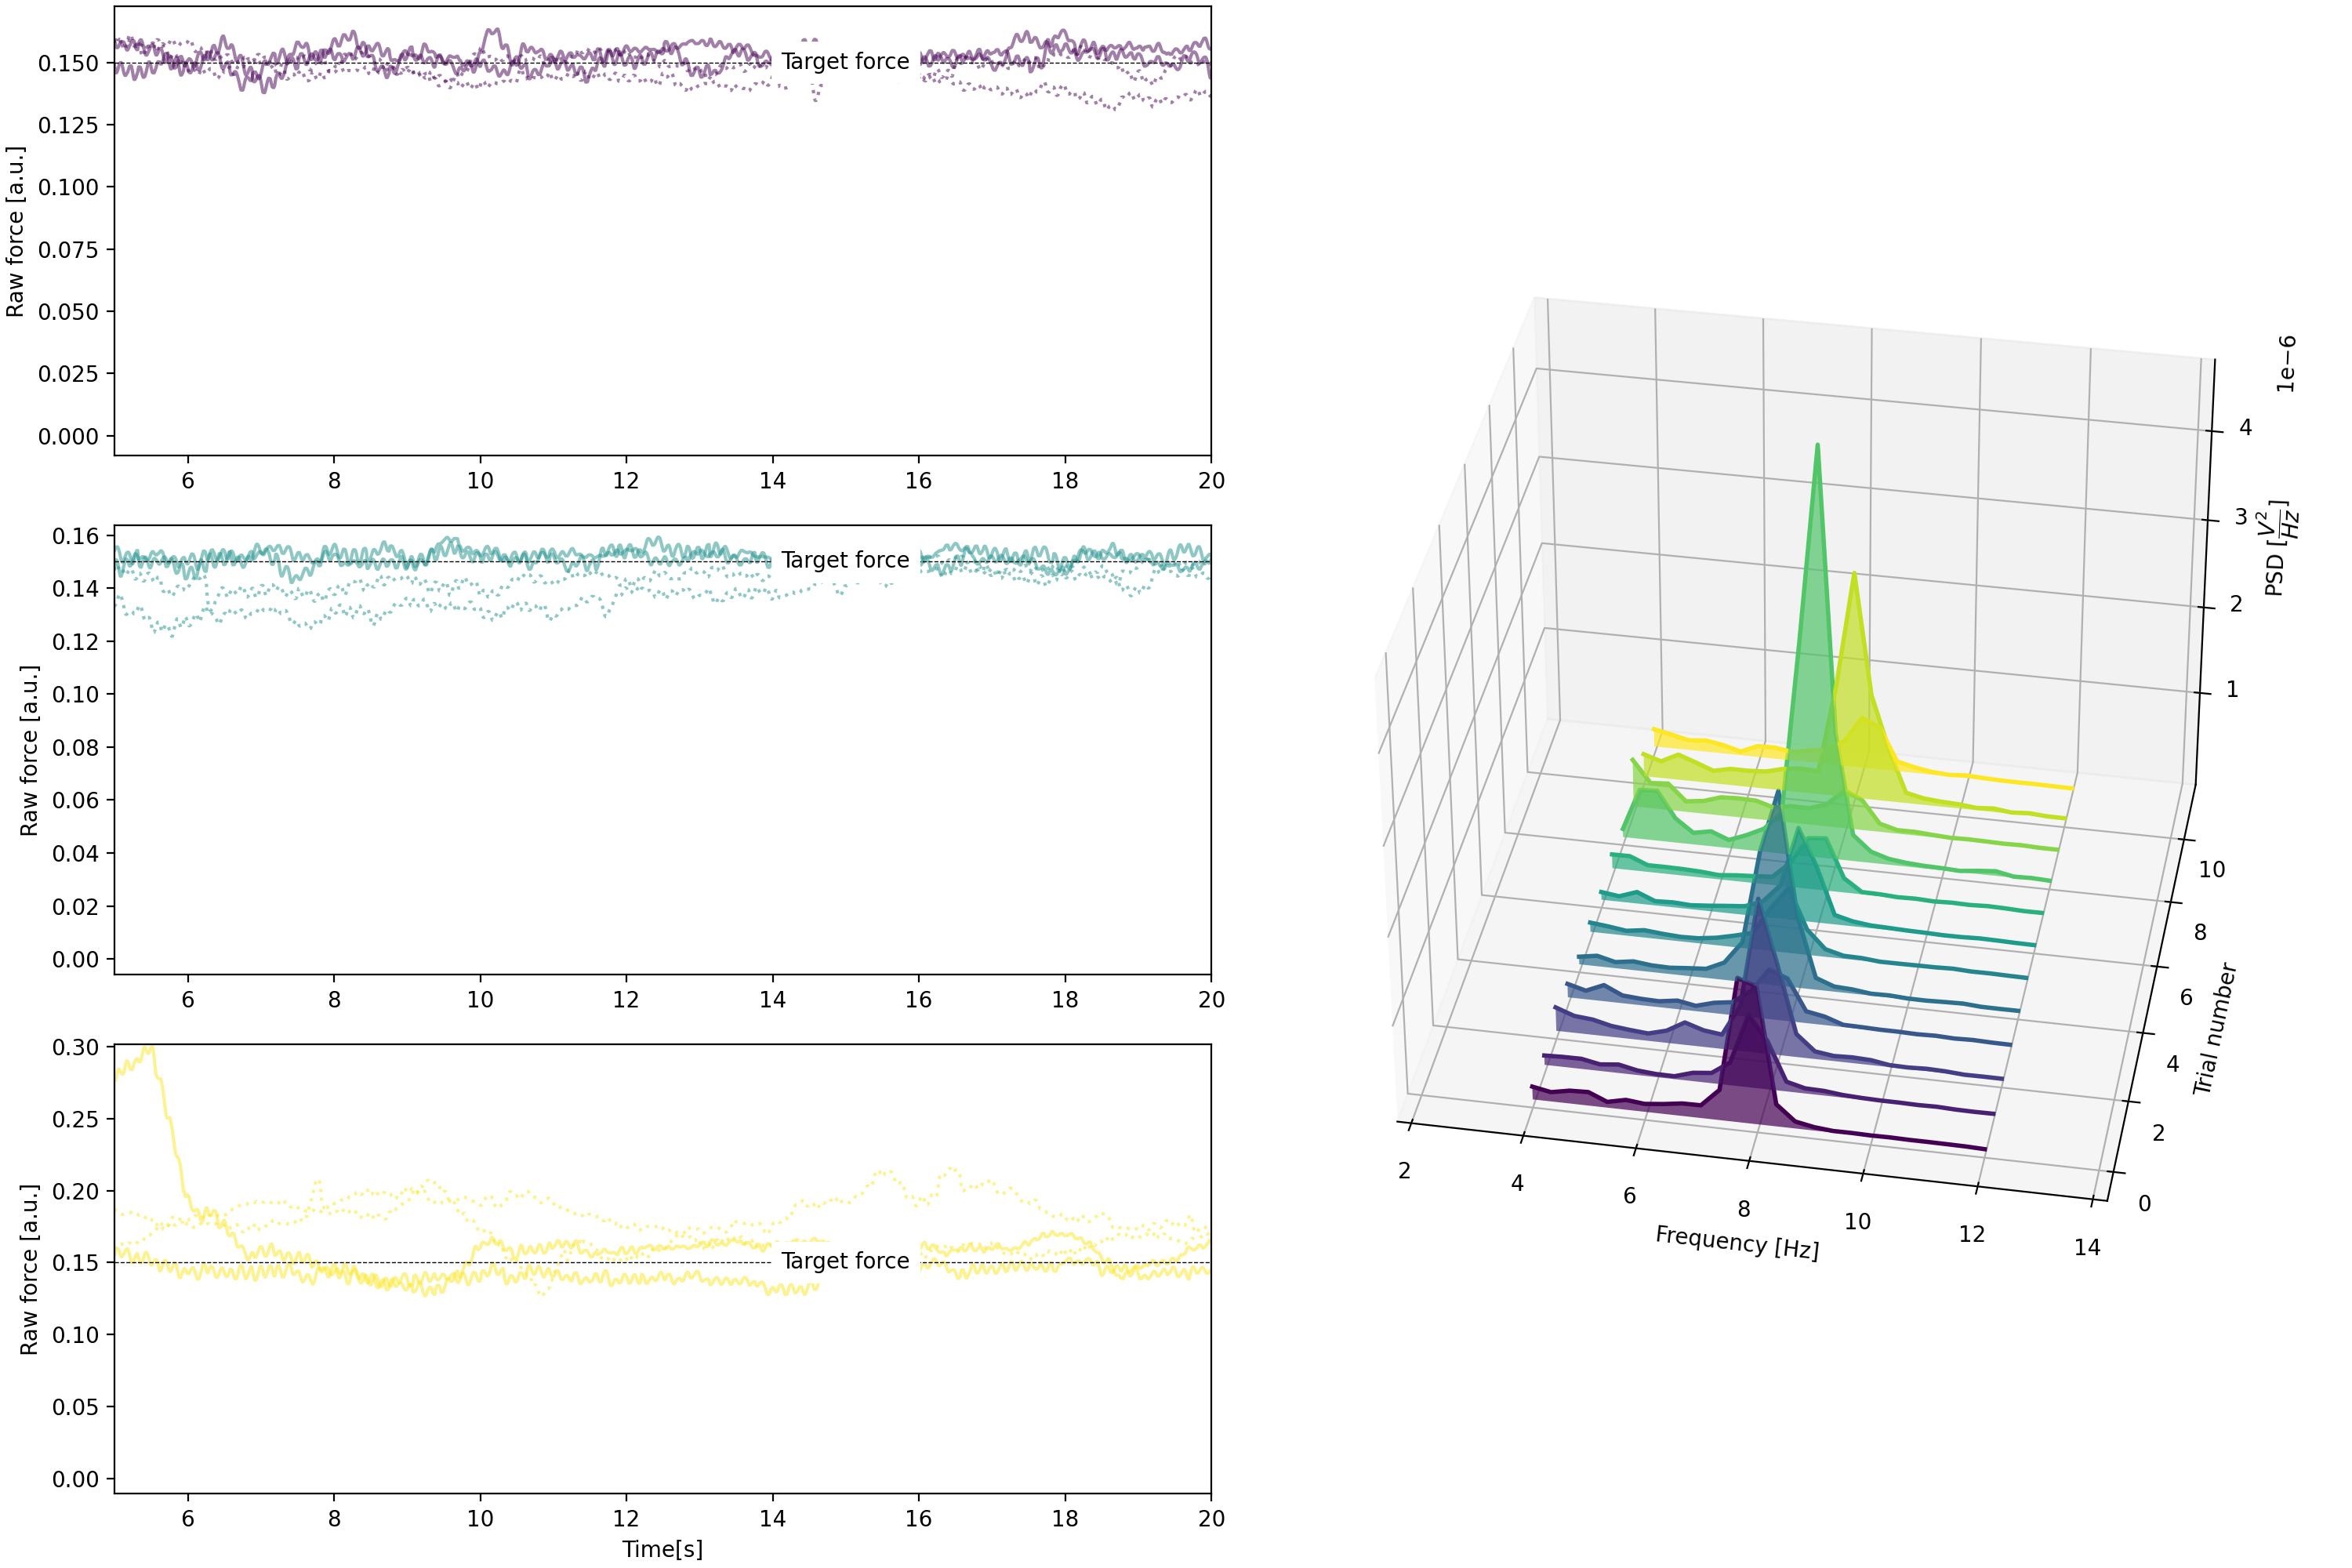 Raw force [a.u.]
0.150
0.125
0.100
0.075
0.050
0.025
0.000
Target force
6 8 10 12 14 16 18 20
Raw force [a.u.]
0.16
0.14
0.12
0.10
0.08
0.06
0.04
0.02
0.00
Target force
6 8 10 12 14 16 18 20
Raw force [a.u.]
0.30
0.25
0.20
0.15
0.10
0.05
0.00
Target force
6 8 10 12 14 16 18 20
Time[s]
1e−6
4
3
2
1
PSD [V²/Hz]
10
8
6
4
2
0
Trial number
2 4 6 8 10 12 14
Frequency [Hz]